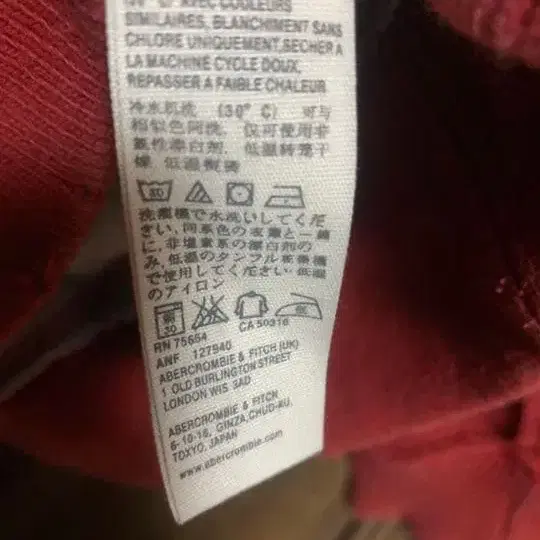 AVEC COULEURS
SIMILAIRES, BLANCHIMENT SANS
CHLORE UNIQUEMENT, SECHER A
LA MACHINE CYCLE DOUX,
REPASSER A FAIBLE CHALEUR
冷水机洗 (30° C) 可与
相似色同洗, 仅可使用非
氯性漂白剂, 低温转笼干
燥, 低温熨烫
30
洗濯機で水洗いしてくだ
さい, 同系色の衣類と一緒
に, 非塩素系の漂白剤の
み, 低温のタンブル乾燥機
で使用してください 低温
のアイロン
30
RN 75654 CA 50316
ANF 127940
ABERCROMBIE & FITCH (UK)
1 OLD BURLINGTON STREET
LONDON W1S 3AD
ABERCROMBIE & FITCH
6-10-16, GINZA, CHUO-KU,
TOKYO, JAPAN
www.abercrombie.com